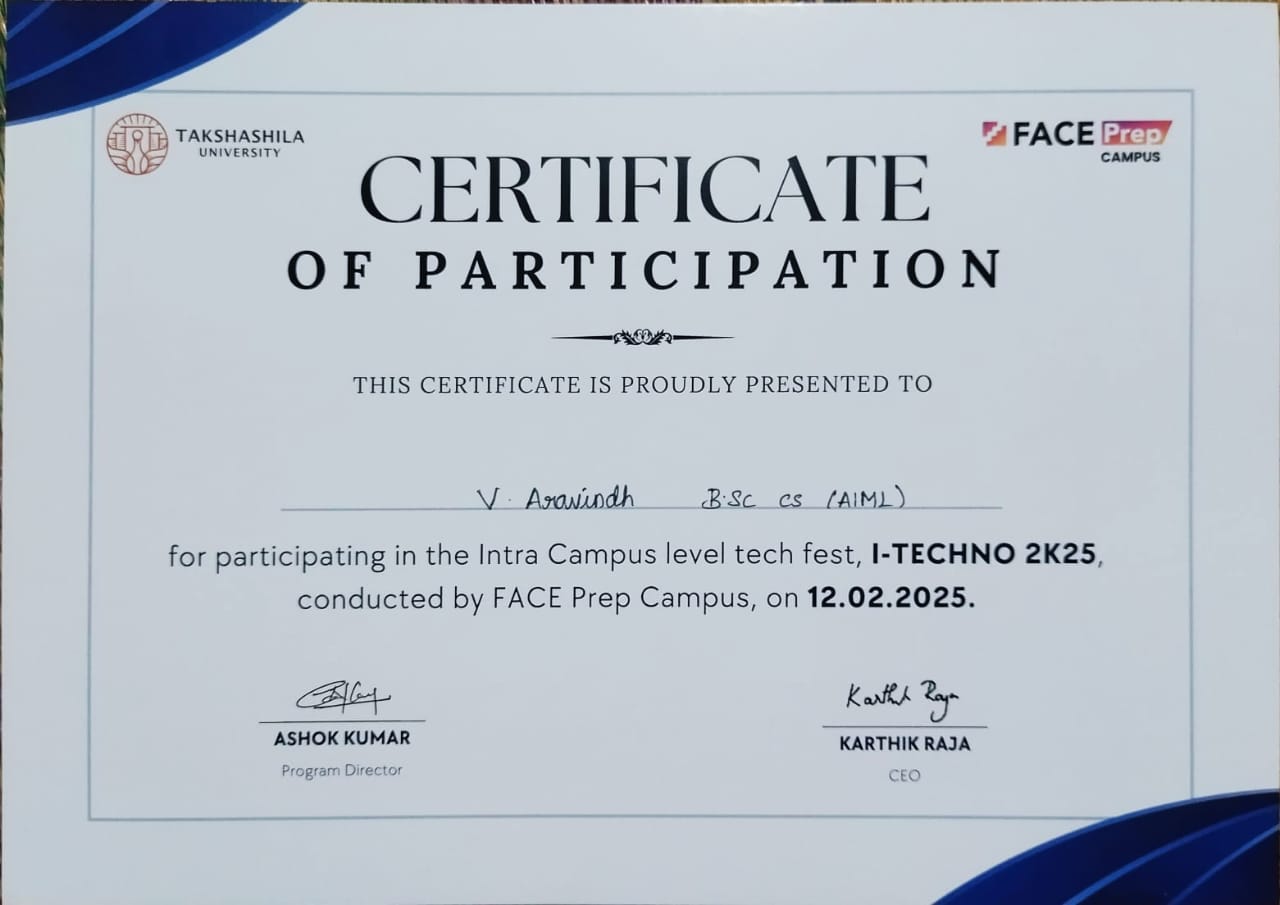 TAKSHASHILA
UNIVERSITY
FACE Prep
CAMPUS
CERTIFICATE
OF PARTICIPATION
THIS CERTIFICATE IS PROUDLY PRESENTED TO
V. Aravindh B.Sc CS (AIML)
for participating in the Intra Campus level tech fest, I-TECHNO 2K25,
conducted by FACE Prep Campus, on 12.02.2025.
Karthik Raja
ASHOK KUMAR
Program Director
KARTHIK RAJA
CEO